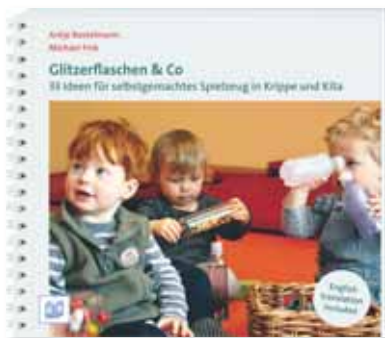 Antje Bostelmann
Michael Fink
Glitzerflaschen & Co
33 Ideen für selbstgemachtes Spielzeug in Krippe und Kita
English
Translation
included